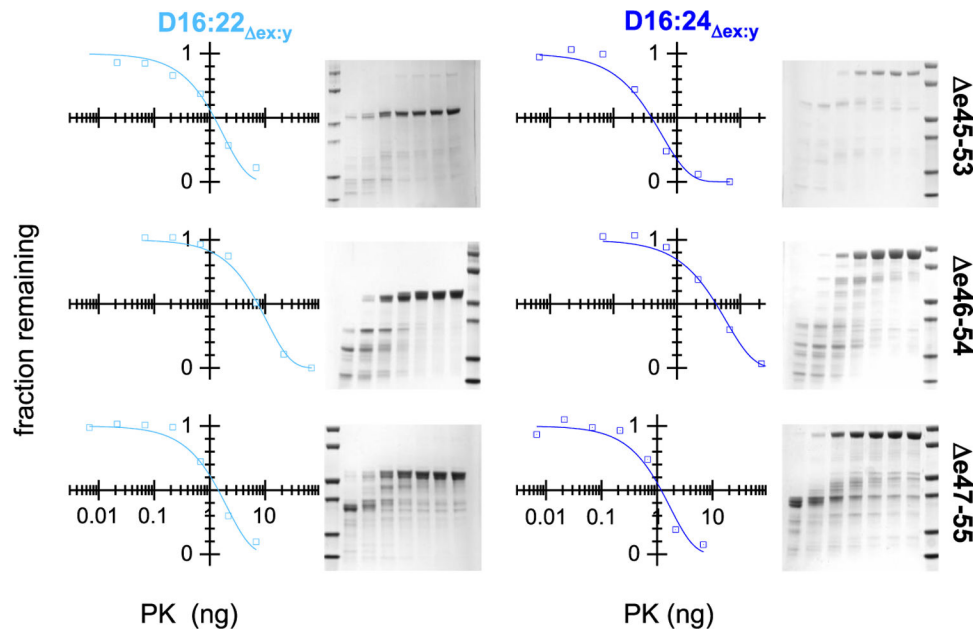 D16:22Δex:y
D16:24Δex:y
1
0
1
0
Δe45-53
1
0
1
0
Δe46-54
fraction remaining
1
0
0.01 0.1 10
1
0
0.01 0.1 10
Δe47-55
PK (ng)
PK (ng)